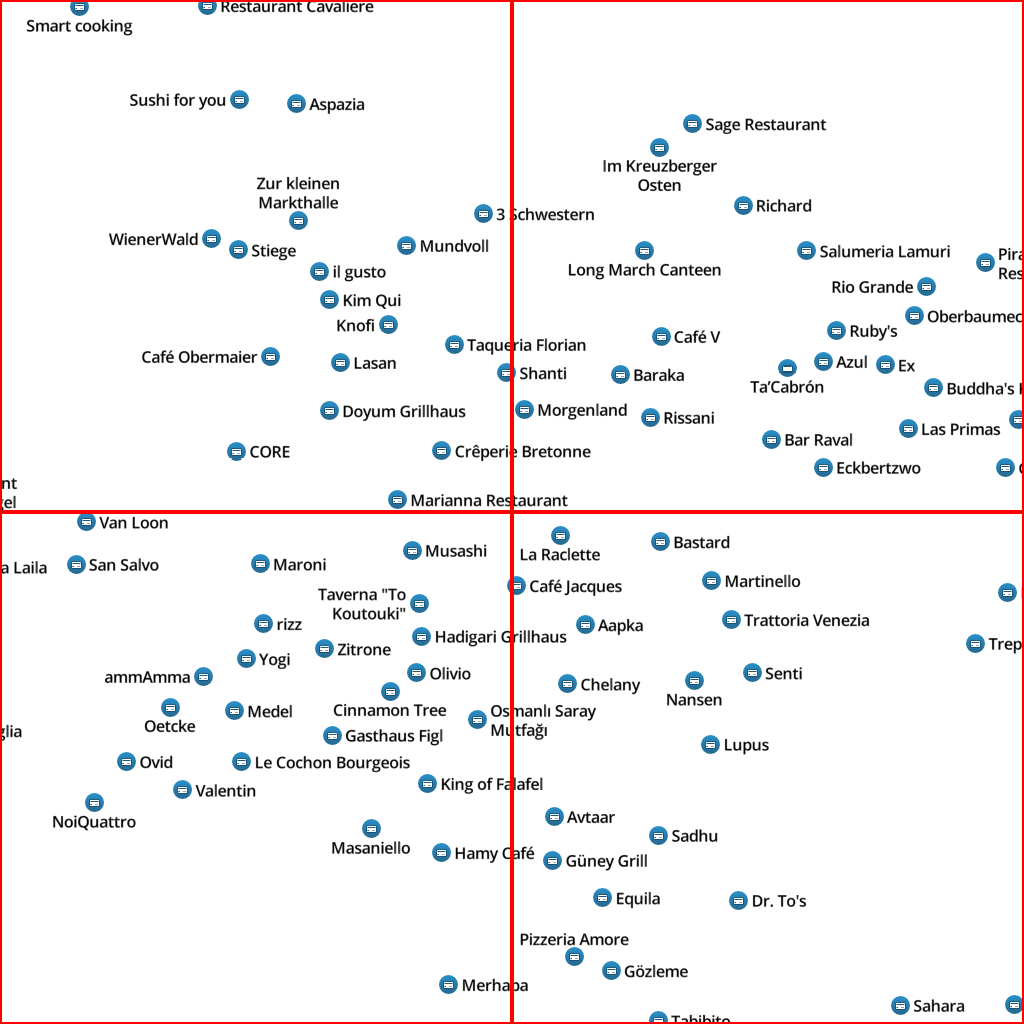 Restaurant Cavaliere
Smart cooking
Sushi for you
Aspazia
Sage Restaurant
Im Kreuzberger
Osten
Zur kleinen
Markthalle
3 Schwestern
Richard
WienerWald
Stiege
Mundvoll
Salumeria Lamuri
Long March Canteen
il gusto
Rio Grande
Kim Qui
Knofi
Ruby's
Café V
Taqueria Florian
Café Obermaier
Lasan
Azul
Ex
Shanti
Baraka
Ta’Cabrón
Buddha's
Doyum Grillhaus
Morgenland
Rissani
Las Primas
Bar Raval
CORE
Crêperie Bretonne
Eckbertzwo
Marianna Restaurant
Van Loon
Bastard
Musashi
La Raclette
San Salvo
Maroni
a Laila
Martinello
Café Jacques
Taverna "To
Koutouki"
rizz
Aapka
Trattoria Venezia
Hadigari Grillhaus
Zitrone
Trep
Yogi
ammAmma
Olivio
Senti
Chelany
Nansen
Cinnamon Tree
Medel
Osmanlı Saray
Mutfağı
Oetcke
Gasthaus Figl
Lupus
Ovid
Le Cochon Bourgeois
King of Falafel
Valentin
NoiQuattro
Avtaar
Sadhu
Masaniello
Hamy Café
Güney Grill
Equila
Dr. To's
Pizzeria Amore
Gözleme
Merhaba
Sahara
Tabibito